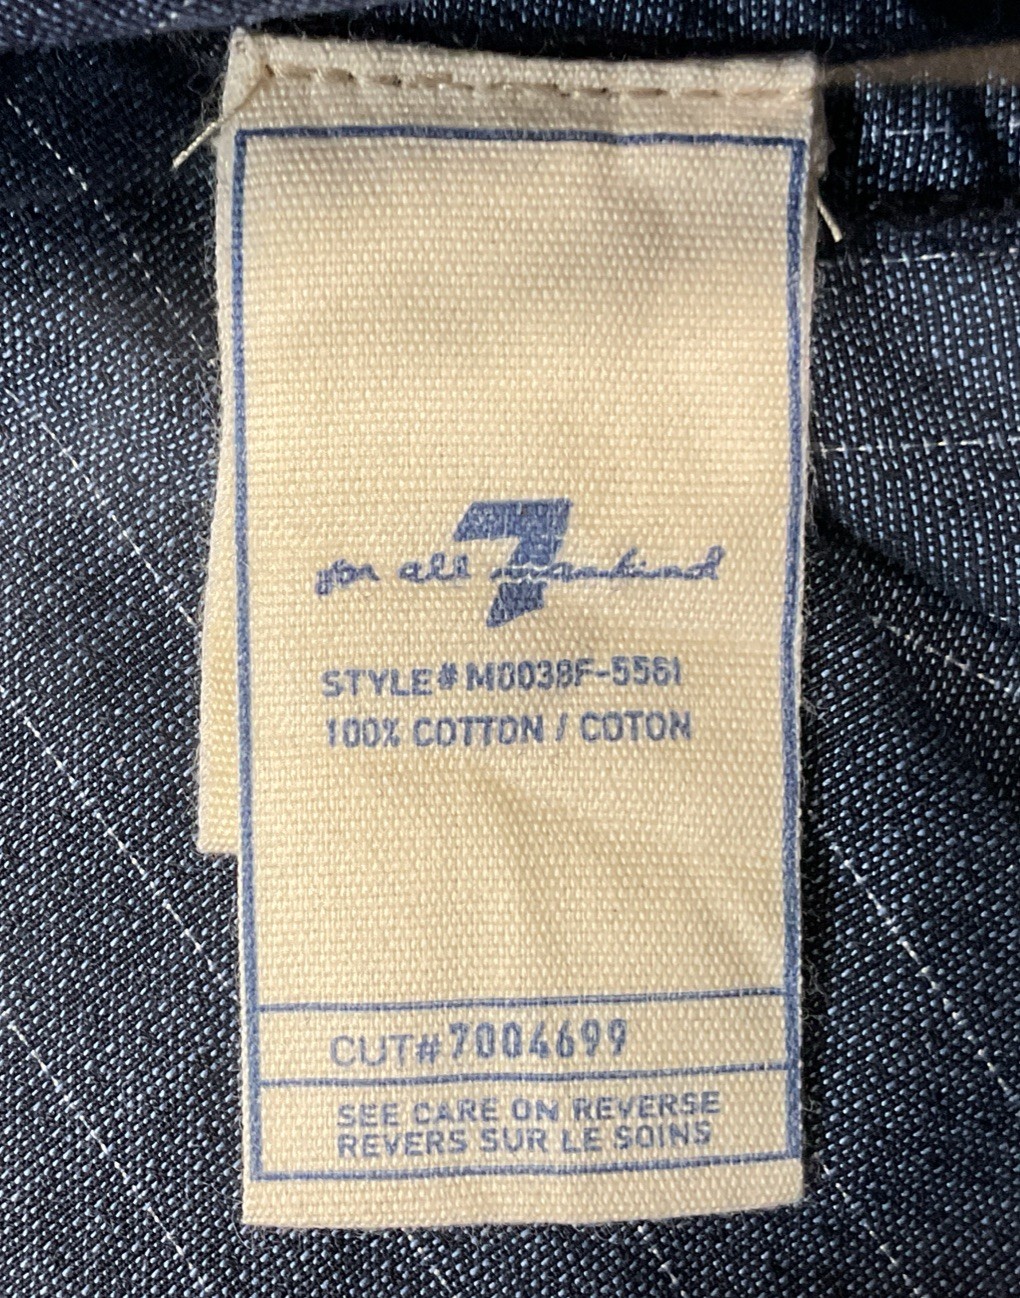 7
for all mankind
STYLE# M0038F-5561
100% COTTON / COTON
CUT# 7004699
SEE CARE ON REVERSE
REVERS SUR LE SOINS